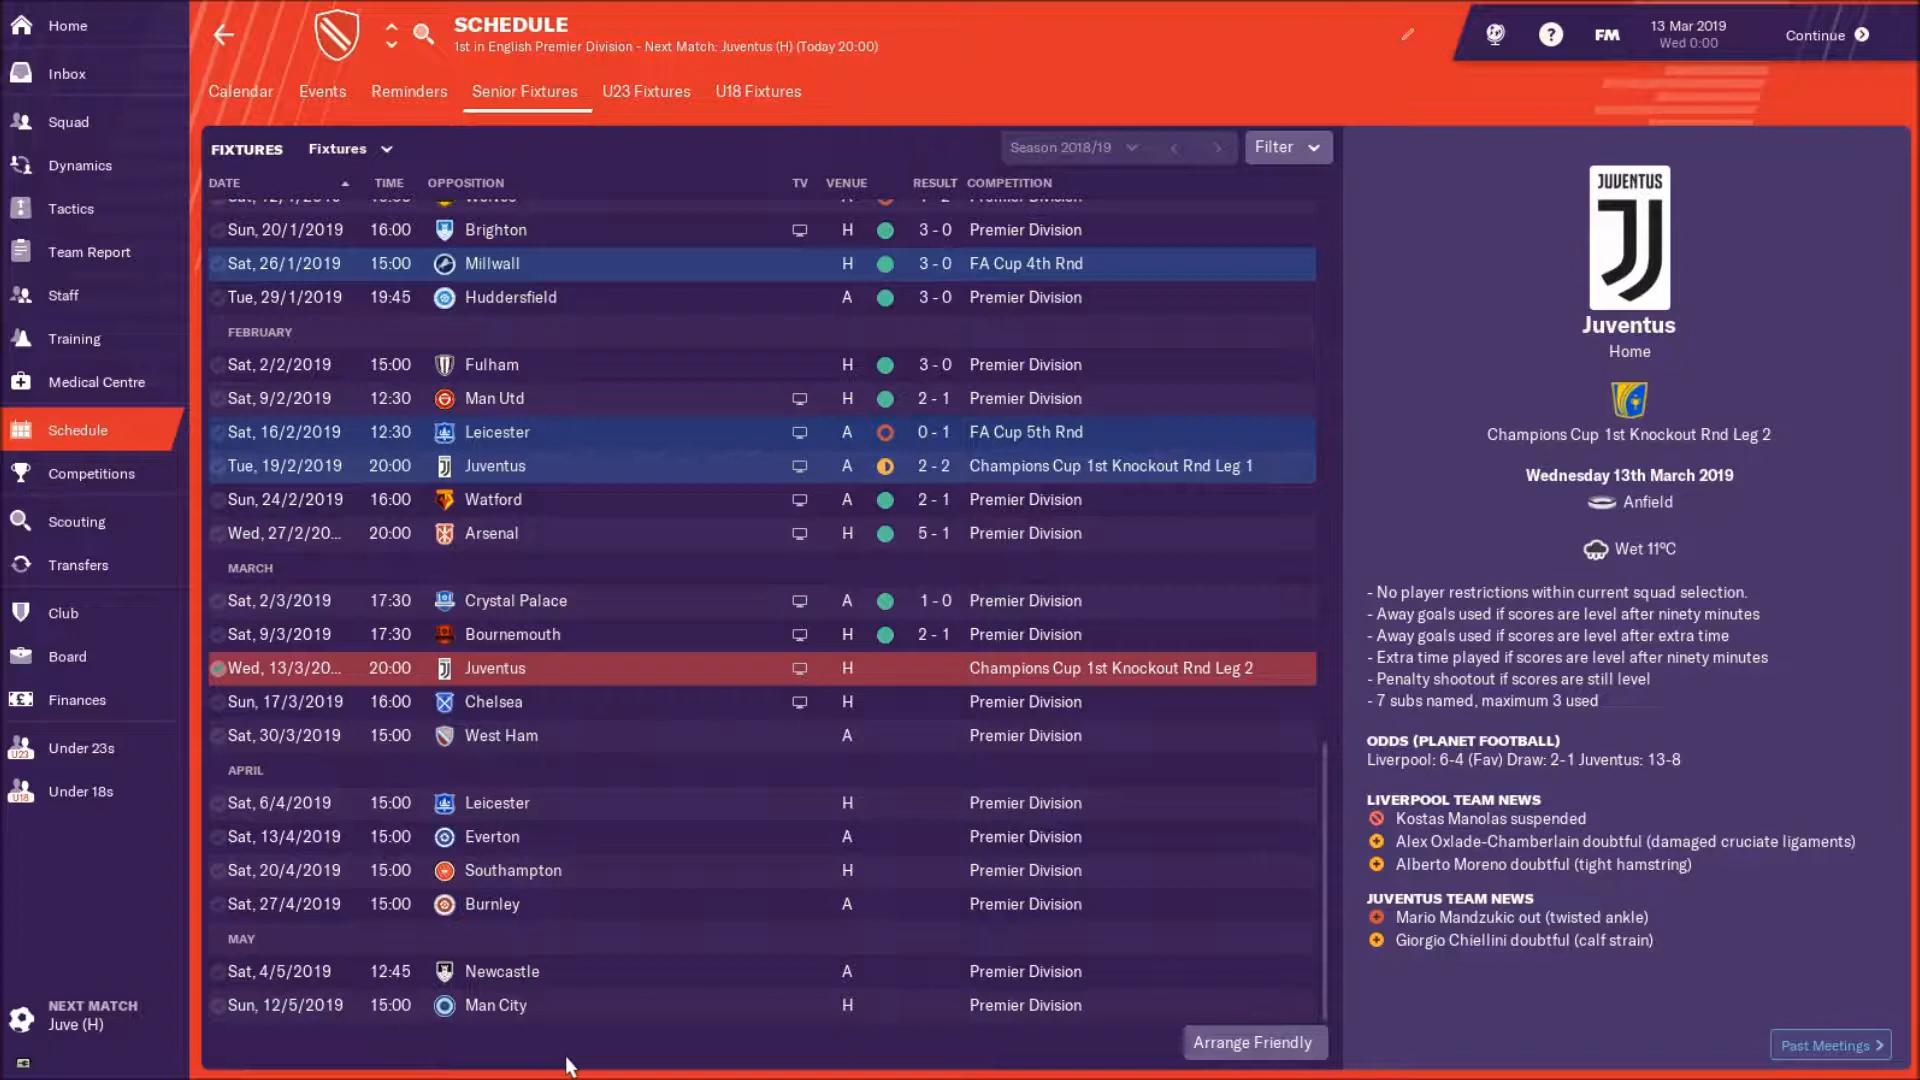 Home
Inbox
Squad
Dynamics
Tactics
Team Report
Staff
Training
Medical Centre
Schedule
Competitions
Scouting
Transfers
Club
Board
Finances
U23
Under 23s
U18
Under 18s
NEXT MATCH
Juve (H)
SCHEDULE
1st in English Premier Division - Next Match: Juventus (H) (Today 20:00)
? FM 13 Mar 2019 Continue
Wed 0:00
Calendar Events Reminders Senior Fixtures U23 Fixtures U18 Fixtures
FIXTURES Fixtures Season 2018/19 Filter
DATE TIME OPPOSITION TV VENUE RESULT COMPETITION
Sun, 20/1/2019 16:00 Brighton H 3 - 0 Premier Division
Sat, 26/1/2019 15:00 Millwall H 3 - 0 FA Cup 4th Rnd
Tue, 29/1/2019 19:45 Huddersfield A 3 - 0 Premier Division
FEBRUARY
Sat, 2/2/2019 15:00 Fulham H 3 - 0 Premier Division
Sat, 9/2/2019 12:30 Man Utd H 2 - 1 Premier Division
Sat, 16/2/2019 12:30 Leicester A 0 - 1 FA Cup 5th Rnd
Tue, 19/2/2019 20:00 Juventus A 2 - 2 Champions Cup 1st Knockout Rnd Leg 1
Sun, 24/2/2019 16:00 Watford A 2 - 1 Premier Division
Wed, 27/2/20... 20:00 Arsenal H 5 - 1 Premier Division
MARCH
Sat, 2/3/2019 17:30 Crystal Palace A 1 - 0 Premier Division
Sat, 9/3/2019 17:30 Bournemouth H 2 - 1 Premier Division
Wed, 13/3/20... 20:00 Juventus H Champions Cup 1st Knockout Rnd Leg 2
Sun, 17/3/2019 16:00 Chelsea H Premier Division
Sat, 30/3/2019 15:00 West Ham A Premier Division
APRIL
Sat, 6/4/2019 15:00 Leicester H Premier Division
Sat, 13/4/2019 15:00 Everton A Premier Division
Sat, 20/4/2019 15:00 Southampton H Premier Division
Sat, 27/4/2019 15:00 Burnley A Premier Division
MAY
Sat, 4/5/2019 12:45 Newcastle A Premier Division
Sun, 12/5/2019 15:00 Man City H Premier Division
Arrange Friendly
JUVENTUS
Juventus
Home
Champions Cup 1st Knockout Rnd Leg 2
Wednesday 13th March 2019
Anfield
Wet 11ºC
- No player restrictions within current squad selection.
- Away goals used if scores are level after ninety minutes
- Away goals used if scores are level after extra time
- Extra time played if scores are level after ninety minutes
- Penalty shootout if scores are still level
- 7 subs named, maximum 3 used
ODDS (PLANET FOOTBALL)
Liverpool: 6-4 (Fav) Draw: 2-1 Juventus: 13-8
LIVERPOOL TEAM NEWS
Kostas Manolas suspended
Alex Oxlade-Chamberlain doubtful (damaged cruciate ligaments)
Alberto Moreno doubtful (tight hamstring)
JUVENTUS TEAM NEWS
Mario Mandzukic out (twisted ankle)
Giorgio Chiellini doubtful (calf strain)
Past Meetings